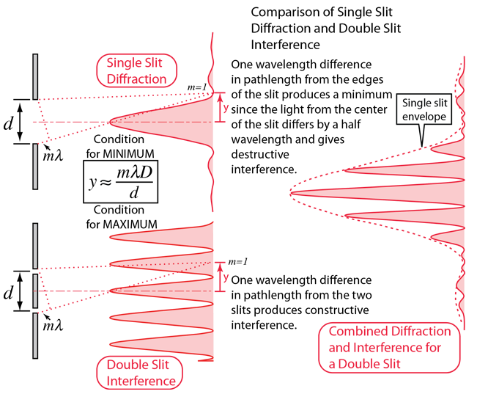 Comparison of Single Slit
Diffraction and Double Slit
Interference
Single Slit
Diffraction
m=1
y
d
mλ
One wavelength difference
in pathlength from the edges
of the slit produces a minimum
since the light from the center
of the slit differs by a half
wavelength and gives
destructive
interference.
Single slit
envelope
Condition
for MINIMUM
y ≈ mλD / d
Condition
for MAXIMUM
m=1
y
d
mλ
One wavelength difference
in pathlength from the two
slits produces constructive
interference.
Double Slit
Interference
Combined Diffraction
and Interference for
a Double Slit